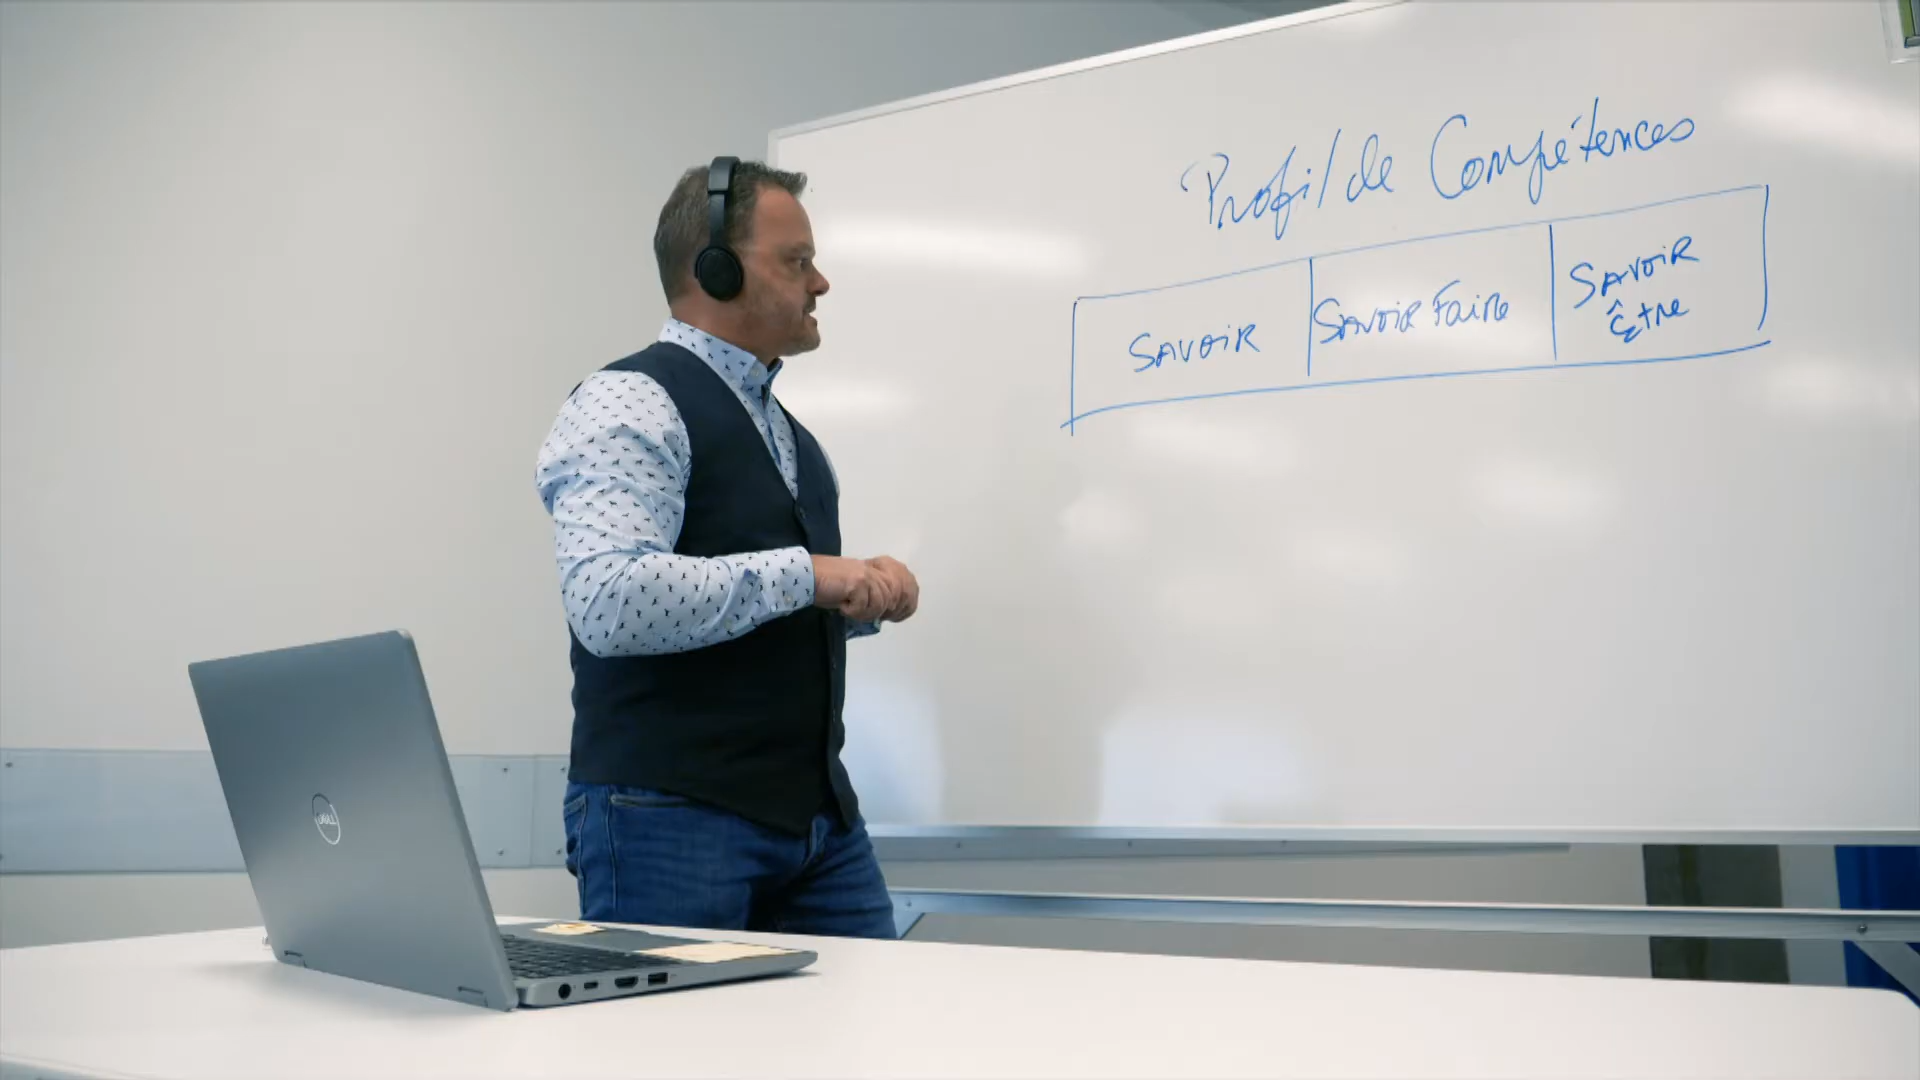 Profil de Compétences
SAVOIR
SAVOIR FAiRe
SAVOIR
Être
DELL